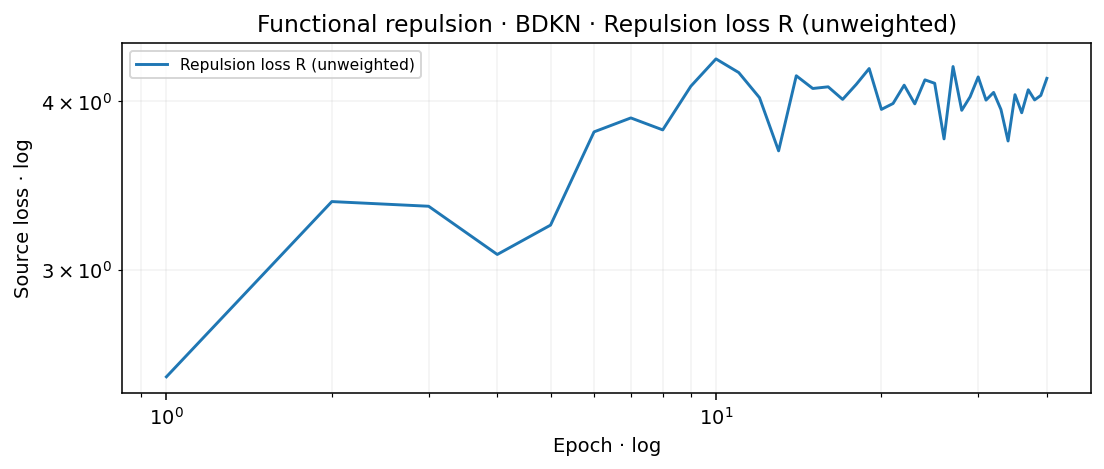 Functional repulsion · BDKN · Repulsion loss R (unweighted)
Repulsion loss R (unweighted)
4 × 10⁰
3 × 10⁰
Source loss · log
10⁰
10¹
Epoch · log